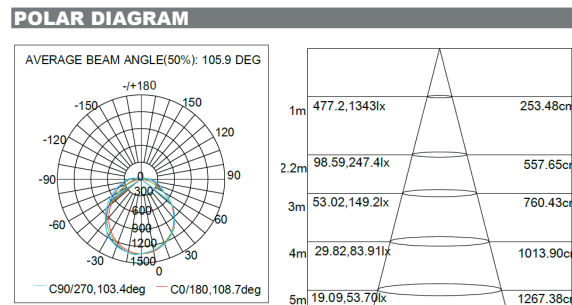 POLAR DIAGRAM
AVERAGE BEAM ANGLE(50%): 105.9 DEG
-/+180
-150
150
-120
120
-90
90
-60
60
-30
30
0
0
300
600
900
1200
1500
C90/270,103.4deg
C0/180,108.7deg
1m 477.2,1343lx 253.48cm
2.2m 98.59,247.4lx 557.65cm
3m 53.02,149.2lx 760.43cm
4m 29.82,83.91lx 1013.90cm
5m 19.09,53.70lx 1267.38cm